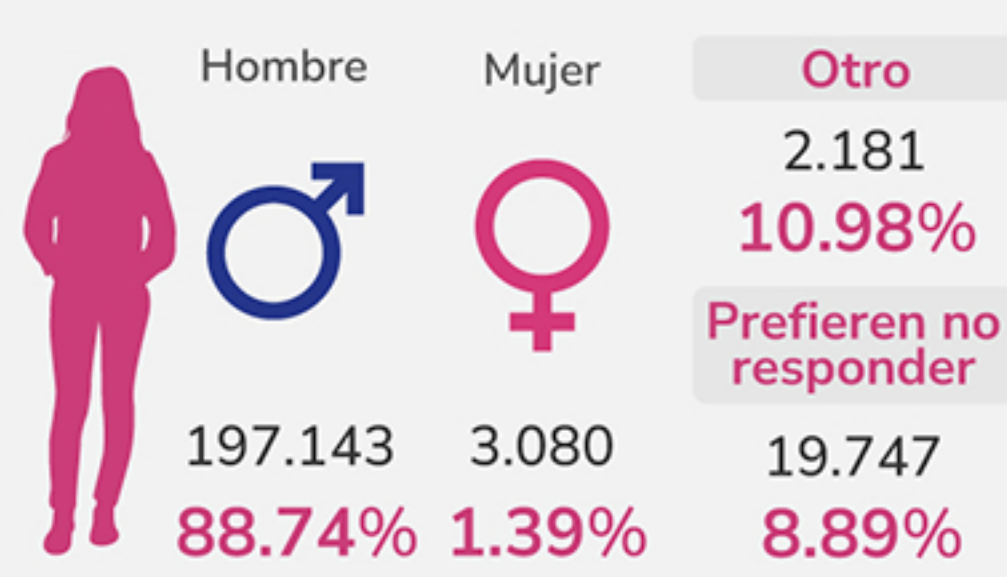 Hombre
197.143
88.74%
Mujer
3.080
1.39%
Otro
2.181
10.98%
Prefieren no
responder
19.747
8.89%